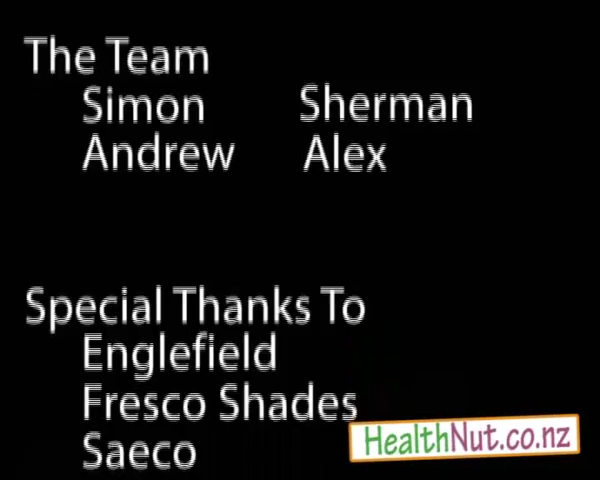 The Team
Simon Sherman
Andrew Alex
Special Thanks To
Englefield
Fresco Shades
Saeco
HealthNut.co.nz